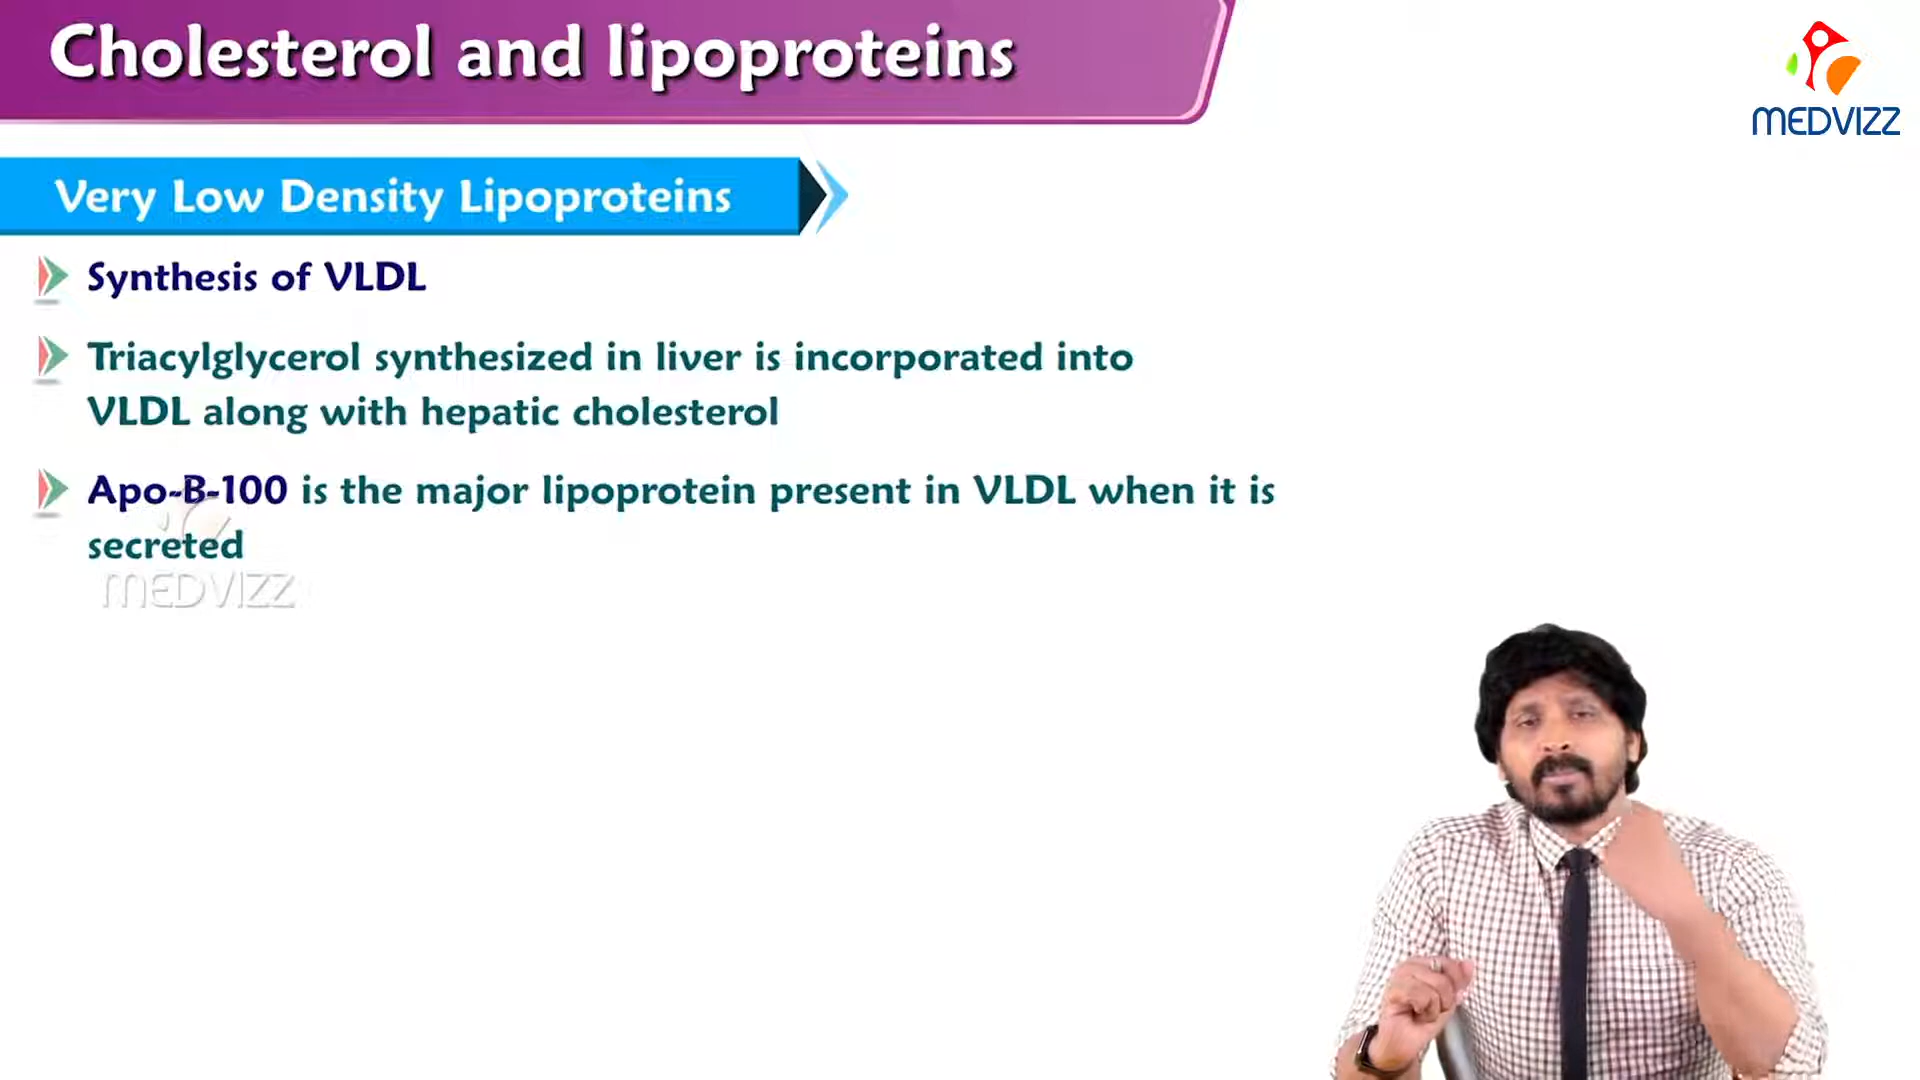 Cholesterol and lipoproteins
MEDVIZZ
Very Low Density Lipoproteins
Synthesis of VLDL
Triacylglycerol synthesized in liver is incorporated into
VLDL along with hepatic cholesterol
Apo-B-100 is the major lipoprotein present in VLDL when it is
secreted
MEDVIZZ